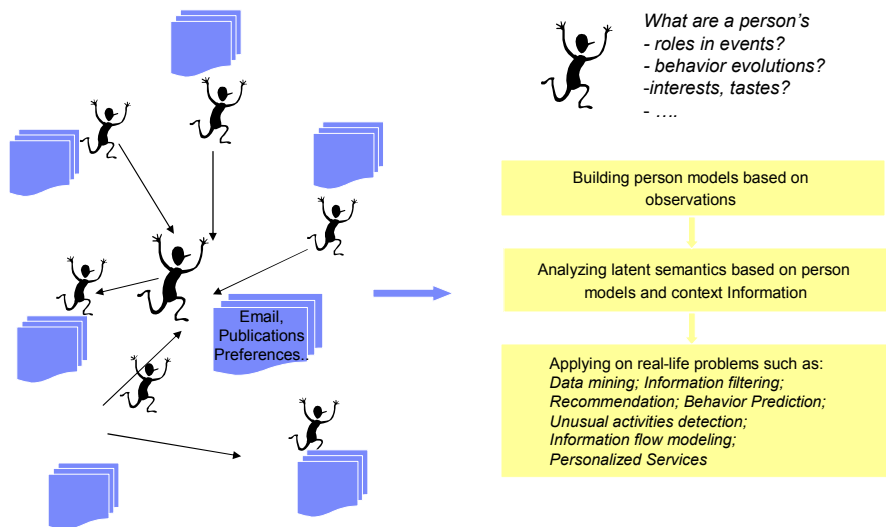 What are a person's
- roles in events?
- behavior evolutions?
-interests, tastes?
- ....
Email,
Publications
Preferences..
Building person models based on
observations
Analyzing latent semantics based on person
models and context Information
Applying on real-life problems such as:
Data mining; Information filtering;
Recommendation; Behavior Prediction;
Unusual activities detection;
Information flow modeling;
Personalized Services